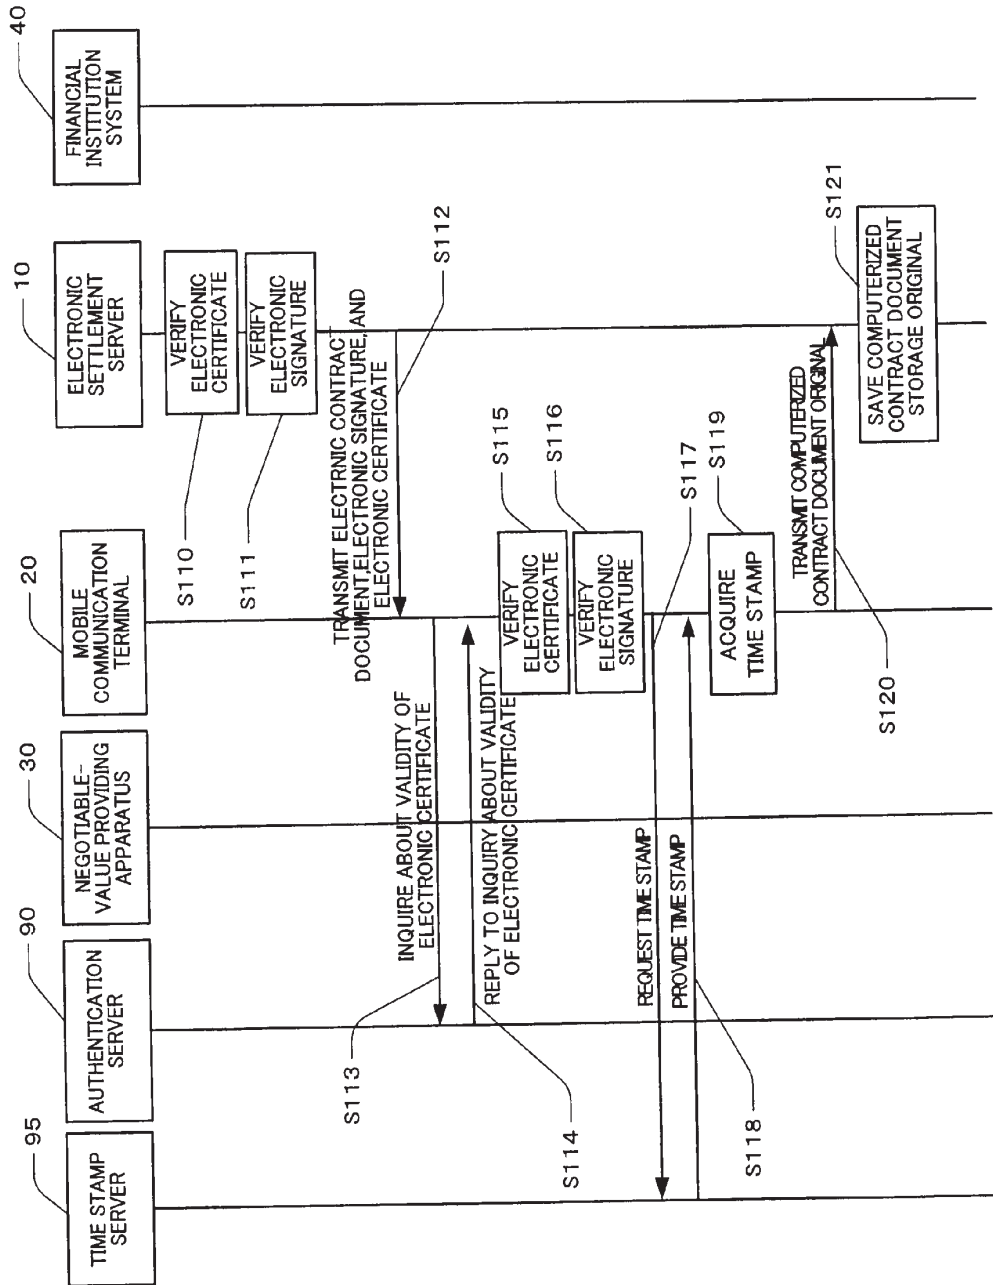 95
TIME STAMP
SERVER
90
AUTHENTICATION
SERVER
30
NEGOTIABLE-
VALUE PROVIDING
APPARATUS
20
MOBILE
COMMUNICATION
TERMINAL
10
ELECTRONIC
SETTLEMENT
SERVER
40
FINANCIAL
INSTITUTION
SYSTEM
VERIFY
ELECTRONIC
CERTIFICATE
S110
VERIFY
ELECTRONIC
SIGNATURE
S111
TRANSMIT ELECTRNIC CONTRACT
DOCUMENT,ELECTRONIC SIGNATURE, AND
ELECTRONIC CERTIFICATE
S112
INQUIRE ABOUT VALIDITY OF
ELECTRONIC CERTIFICATE
S113
REPLY TO INQUIRY ABOUT VALIDITY
OF ELECTRONIC CERTIFICATE
S114
VERIFY
ELECTRONIC
CERTIFICATE
S115
VERIFY
ELECTRONIC
SIGNATURE
S116
REQUEST TIME STAMP
S117
PROVIDE TIME STAMP
S118
ACQUIRE
TIME STAMP
S119
TRANSMIT COMPUTERIZED
CONTRACT DOCUMENT ORIGINAL
S120
SAVE COMPUTERIZED
CONTRACT DOCUMENT
STORAGE ORIGINAL
S121